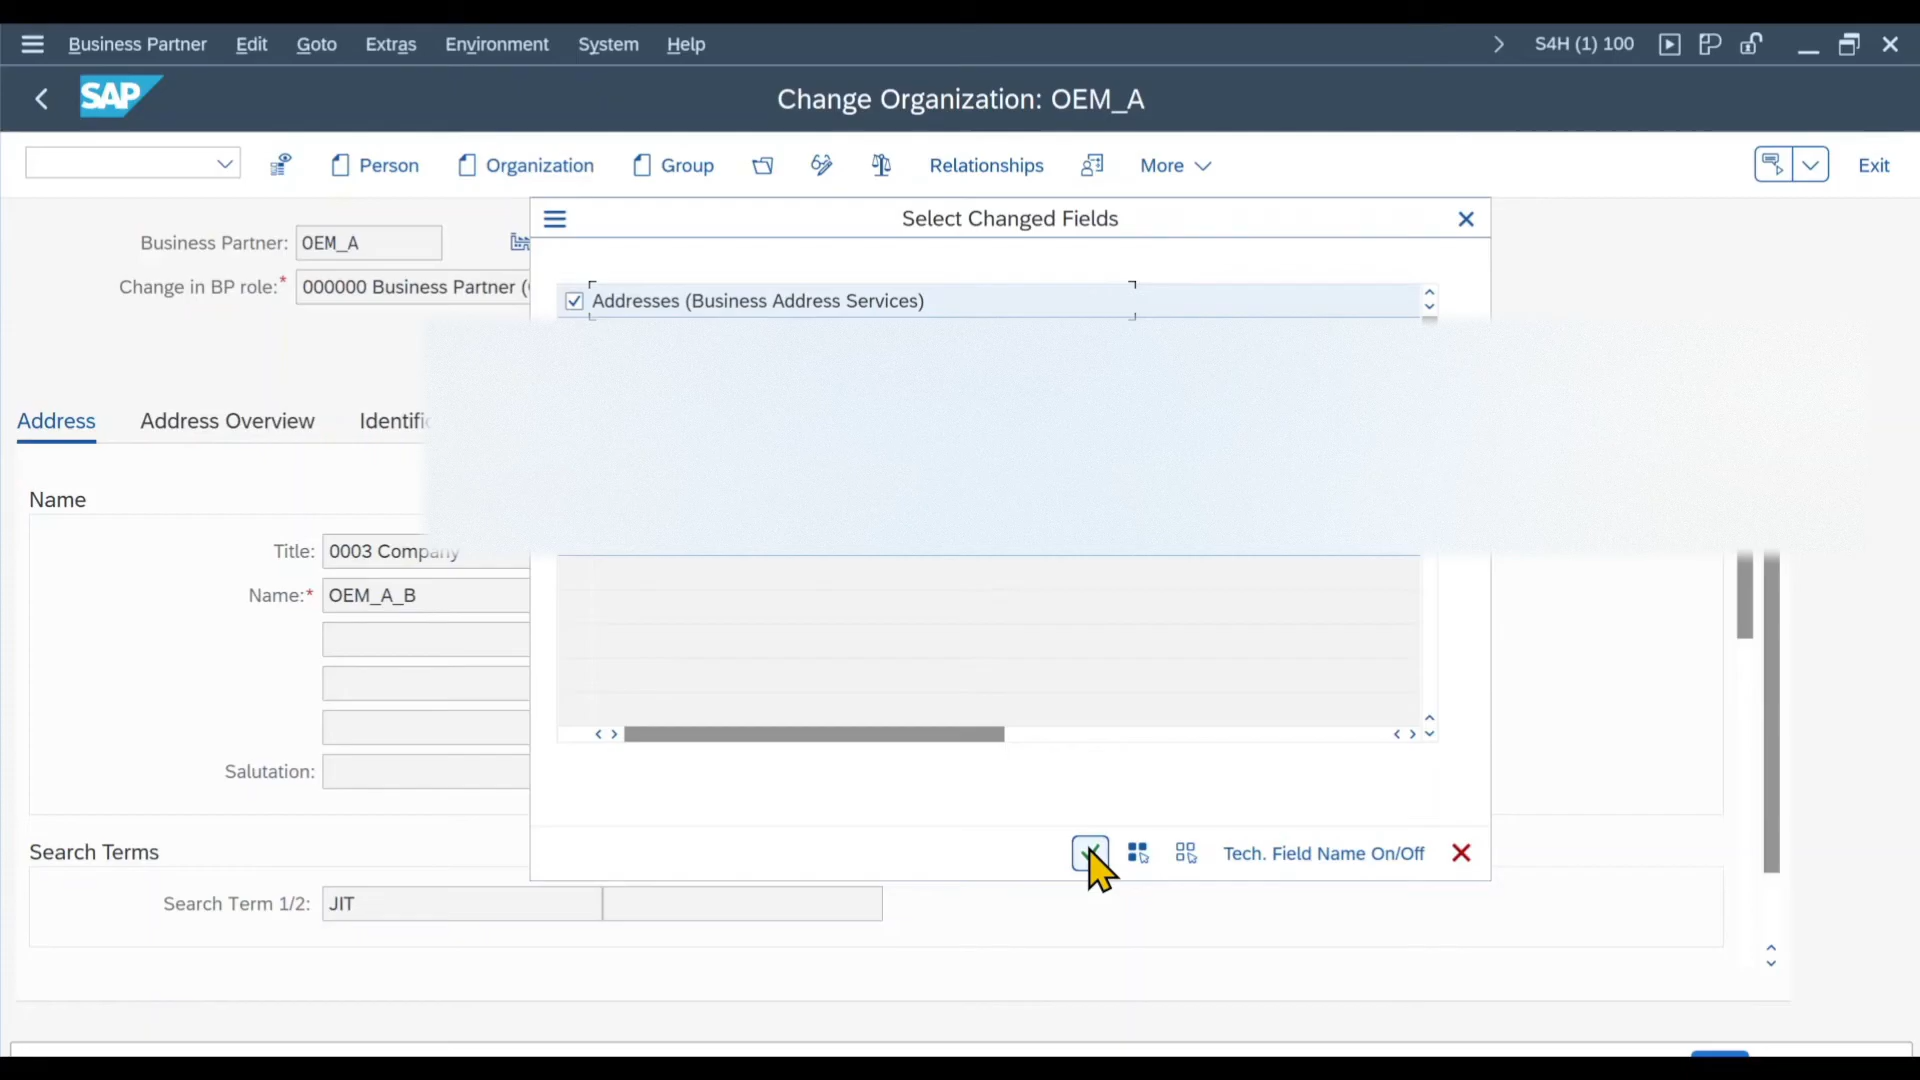 Business Partner Edit Goto Extras Environment System Help S4H (1) 100
SAP Change Organization: OEM_A
Person Organization Group Relationships More Exit
Select Changed Fields
Business Partner: OEM_A
Change in BP role:* 000000 Business Partner (
Addresses (Business Address Services)
Address Address Overview Identific
Name
Title: 0003 Company
Name:* OEM_A_B
Salutation:
Tech. Field Name On/Off
Search Terms
Search Term 1/2: JIT